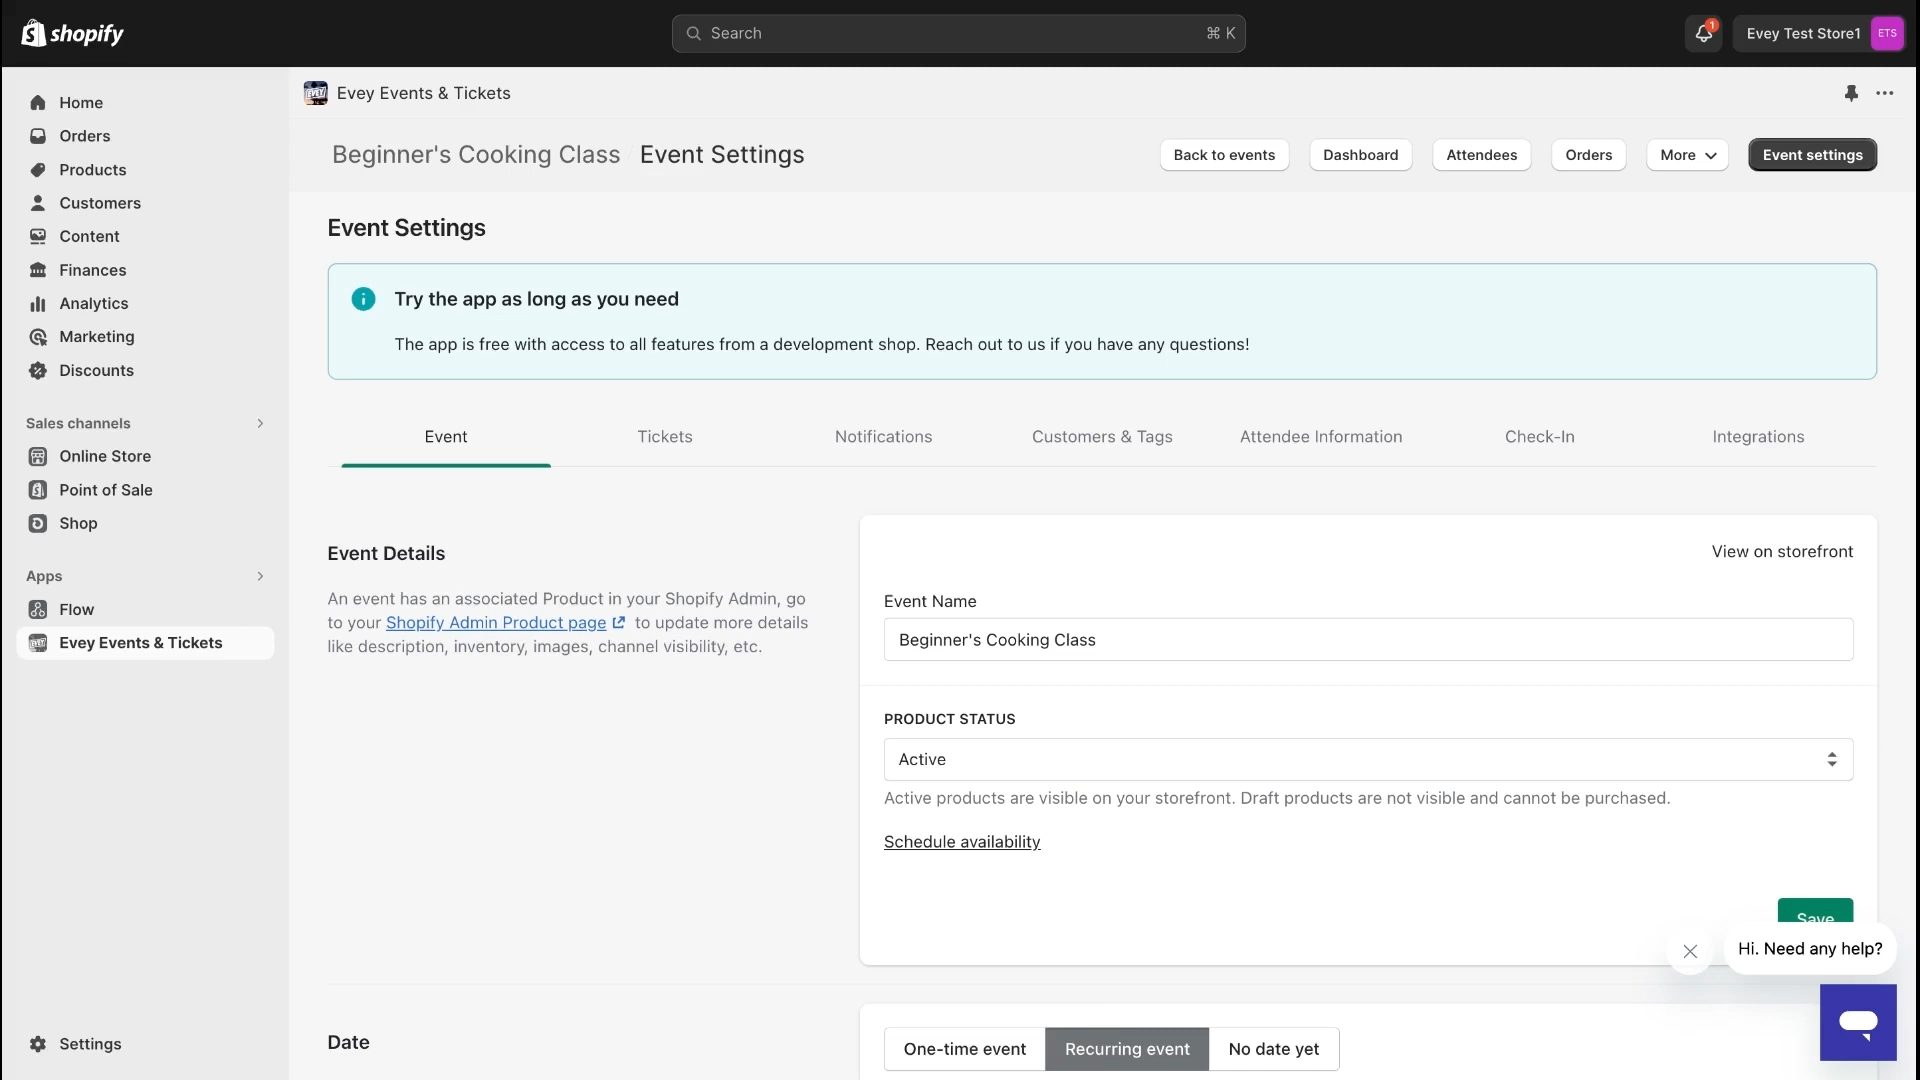 shopify
Search
⌘ K
1
Evey Test Store1
ETS
Home
Orders
Products
Customers
Content
Finances
Analytics
Marketing
Discounts
Sales channels
Online Store
Point of Sale
Shop
Apps
Flow
Evey Events & Tickets
Settings
EVEY
Evey Events & Tickets
Beginner's Cooking Class
Event Settings
Back to events
Dashboard
Attendees
Orders
More
Event settings
Event Settings
Try the app as long as you need
The app is free with access to all features from a development shop. Reach out to us if you have any questions!
Event
Tickets
Notifications
Customers & Tags
Attendee Information
Check-In
Integrations
Event Details
An event has an associated Product in your Shopify Admin, go
to your Shopify Admin Product page to update more details
like description, inventory, images, channel visibility, etc.
View on storefront
Event Name
Beginner's Cooking Class
PRODUCT STATUS
Active
Active products are visible on your storefront. Draft products are not visible and cannot be purchased.
Schedule availability
Save
Hi. Need any help?
Date
One-time event
Recurring event
No date yet